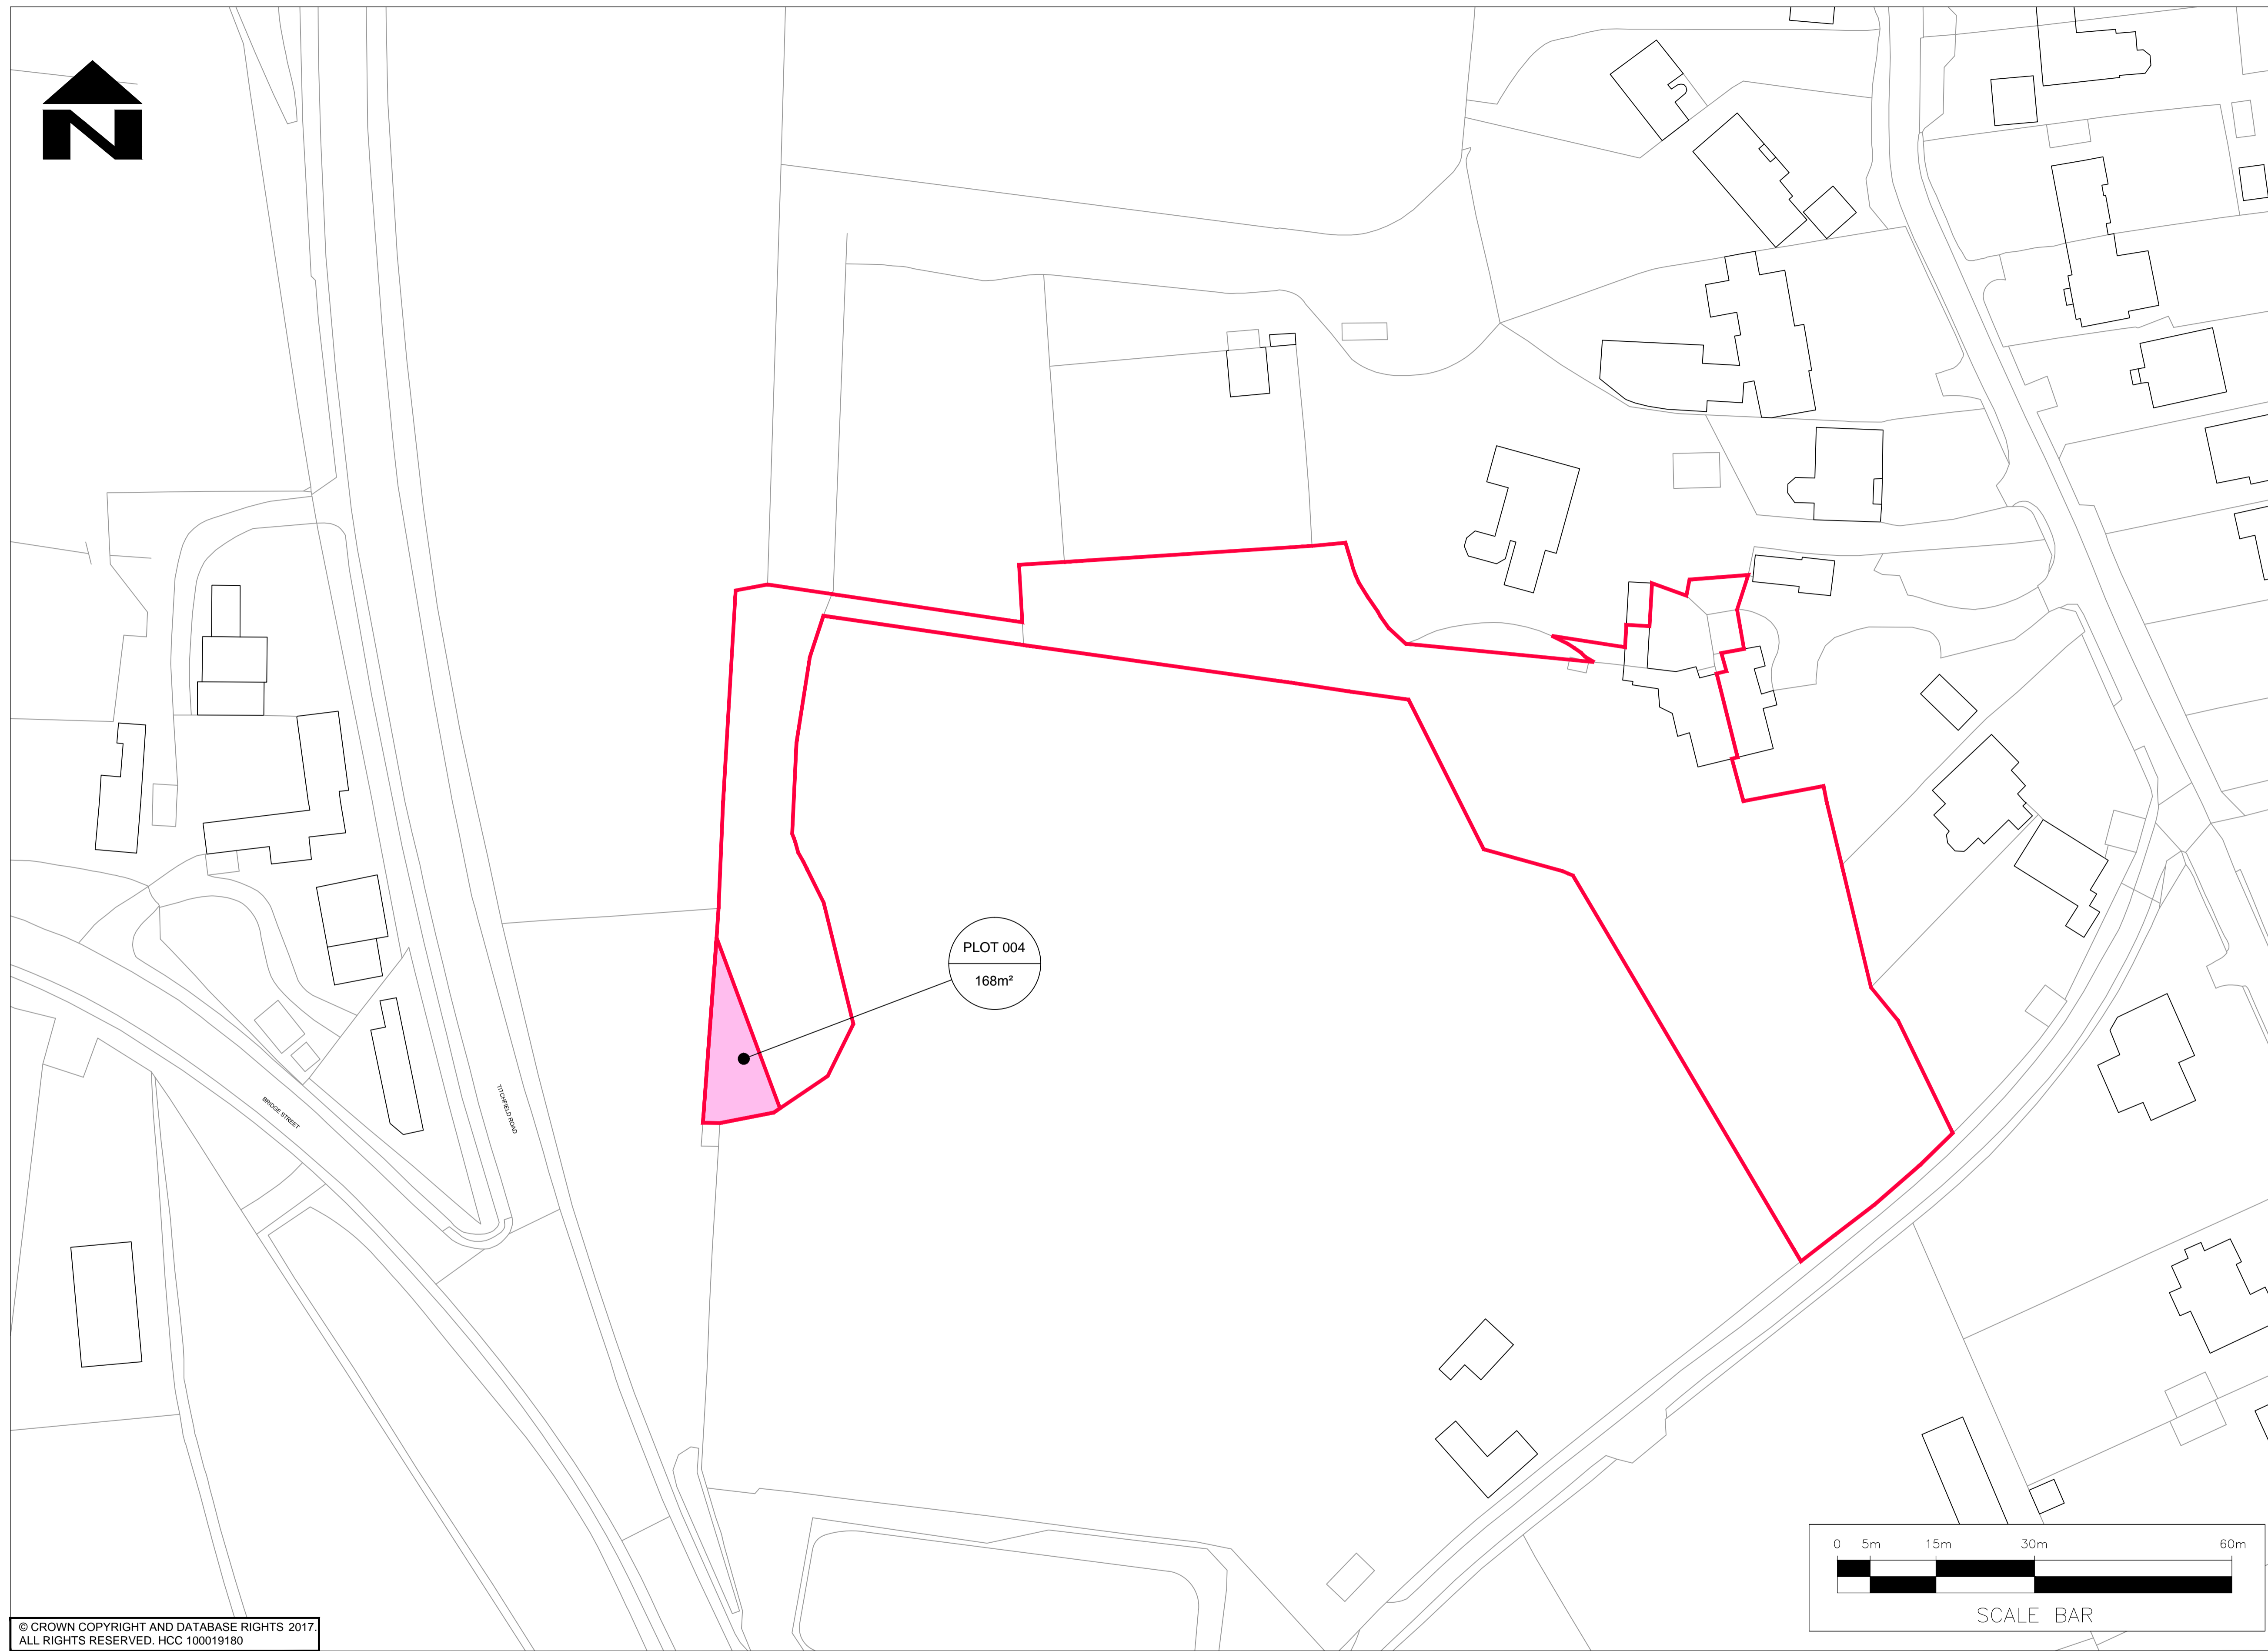 N
PLOT 004
168m²
BRIDGE STREET
TITCHFIELD ROAD
0 5m 15m 30m 60m
SCALE BAR
© CROWN COPYRIGHT AND DATABASE RIGHTS 2017.
ALL RIGHTS RESERVED. HCC 100019180